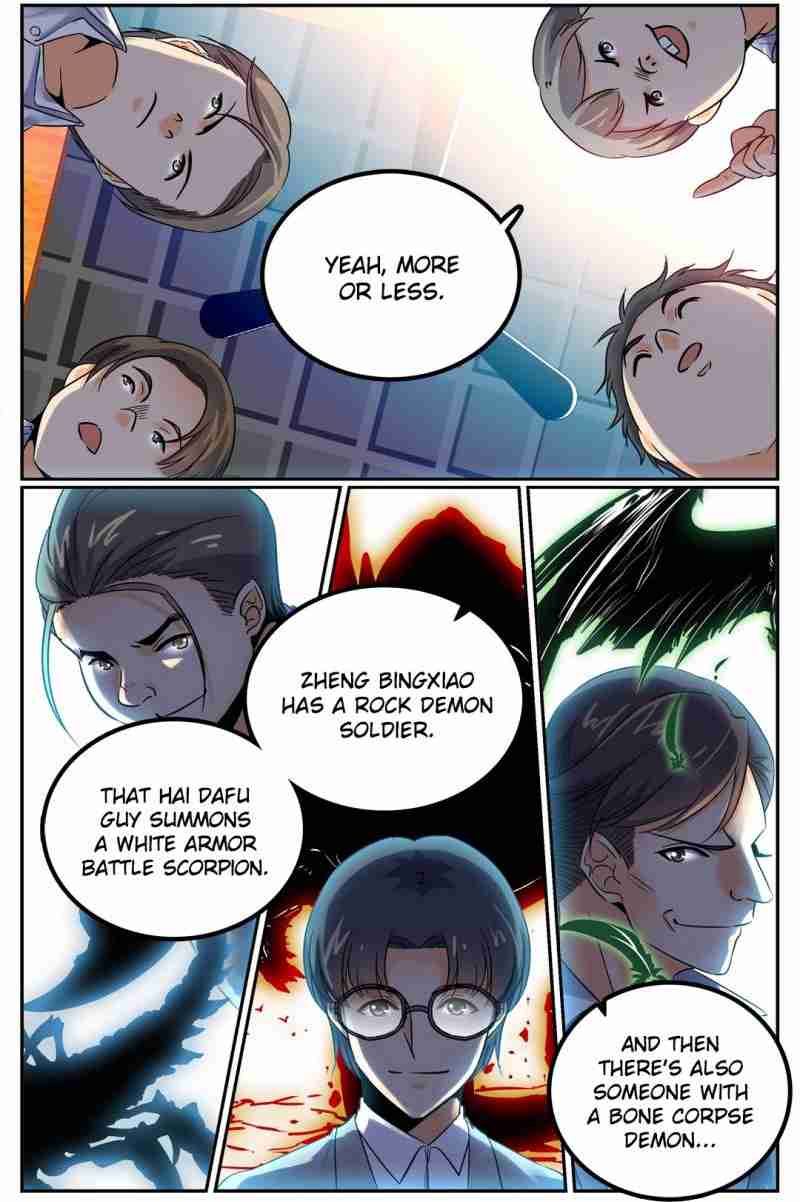 YEAH, MORE
OR LESS.
ZHENG BINGXIAO
HAS A ROCK DEMON
SOLDIER.
THAT HAI DAFU
GUY SUMMONS
A WHITE ARMOR
BATTLE SCORPION.
AND THEN
THERE'S ALSO
SOMEONE WITH
A BONE CORPSE
DEMON...